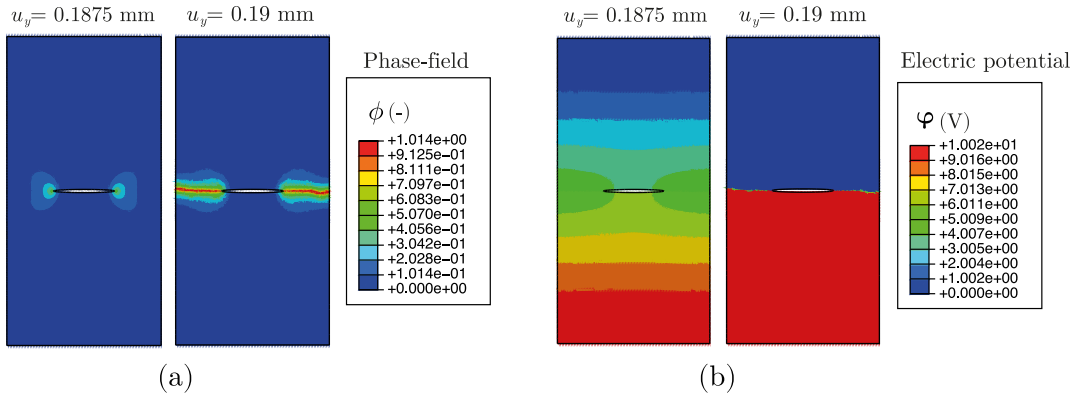 u_y= 0.1875 mm
u_y= 0.19 mm
Phase-field
ϕ (-)
+1.014e+00
+9.125e−01
+8.111e−01
+7.097e−01
+6.083e−01
+5.070e−01
+4.056e−01
+3.042e−01
+2.028e−01
+1.014e−01
+0.000e+00
(a)
u_y= 0.1875 mm
u_y= 0.19 mm
Electric potential
φ (V)
+1.002e+01
+9.016e+00
+8.015e+00
+7.013e+00
+6.011e+00
+5.009e+00
+4.007e+00
+3.005e+00
+2.004e+00
+1.002e+00
+0.000e+00
(b)